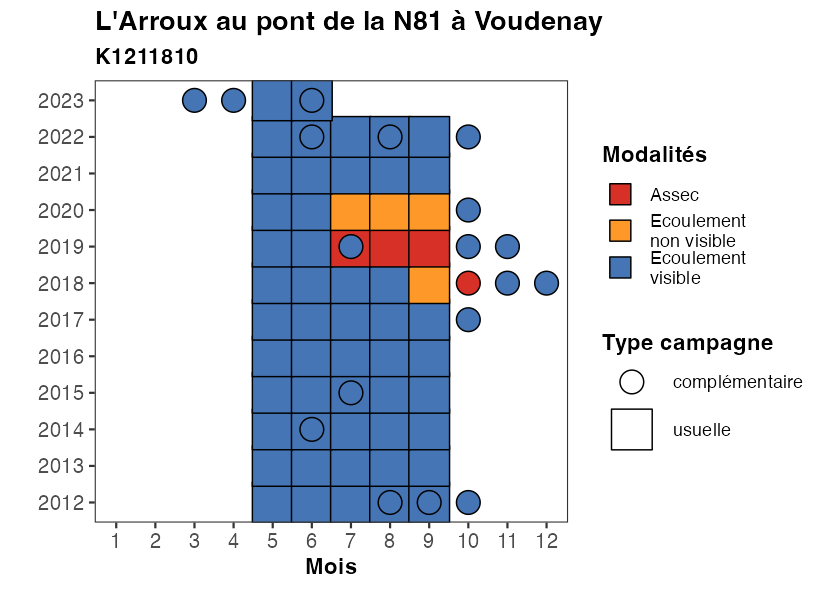 L'Arroux au pont de la N81 à Voudenay
K1211810
2023
2022
2021
2020
2019
2018
2017
2016
2015
2014
2013
2012
1 2 3 4 5 6 7 8 9 10 11 12
Mois
Modalités
Assec
Ecoulement
non visible
Ecoulement
visible
Type campagne
complémentaire
usuelle